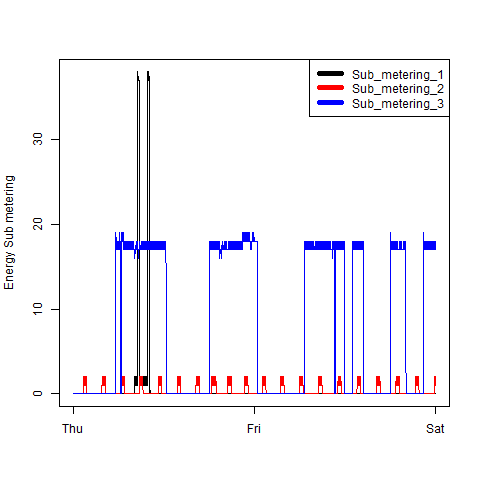 Sub_metering_1
Sub_metering_2
Sub_metering_3
Energy Sub metering
30
20
10
0
Thu Fri Sat